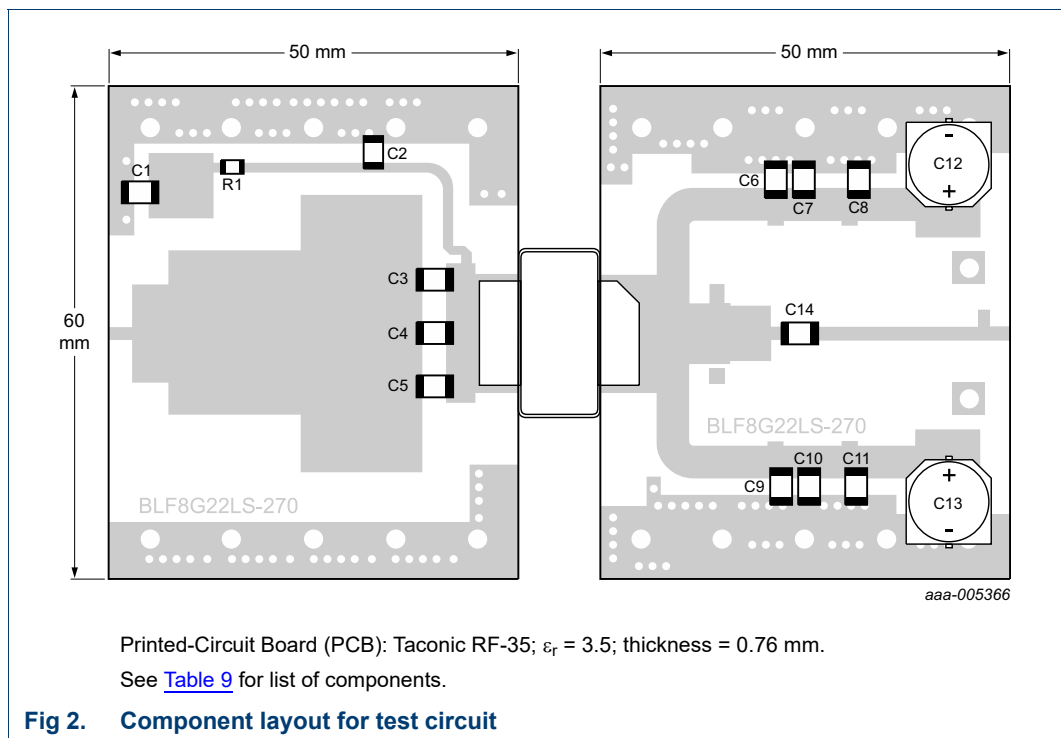 50 mm
50 mm
60
mm
C1
R1
C2
C3
C4
C5
BLF8G22LS-270
C6
C7
C8
-
C12
+
C14
BLF8G22LS-270
C9
C10
C11
+
C13
-
aaa-005366
Printed-Circuit Board (PCB): Taconic RF-35; εr = 3.5; thickness = 0.76 mm.
See Table 9 for list of components.
Fig 2. Component layout for test circuit